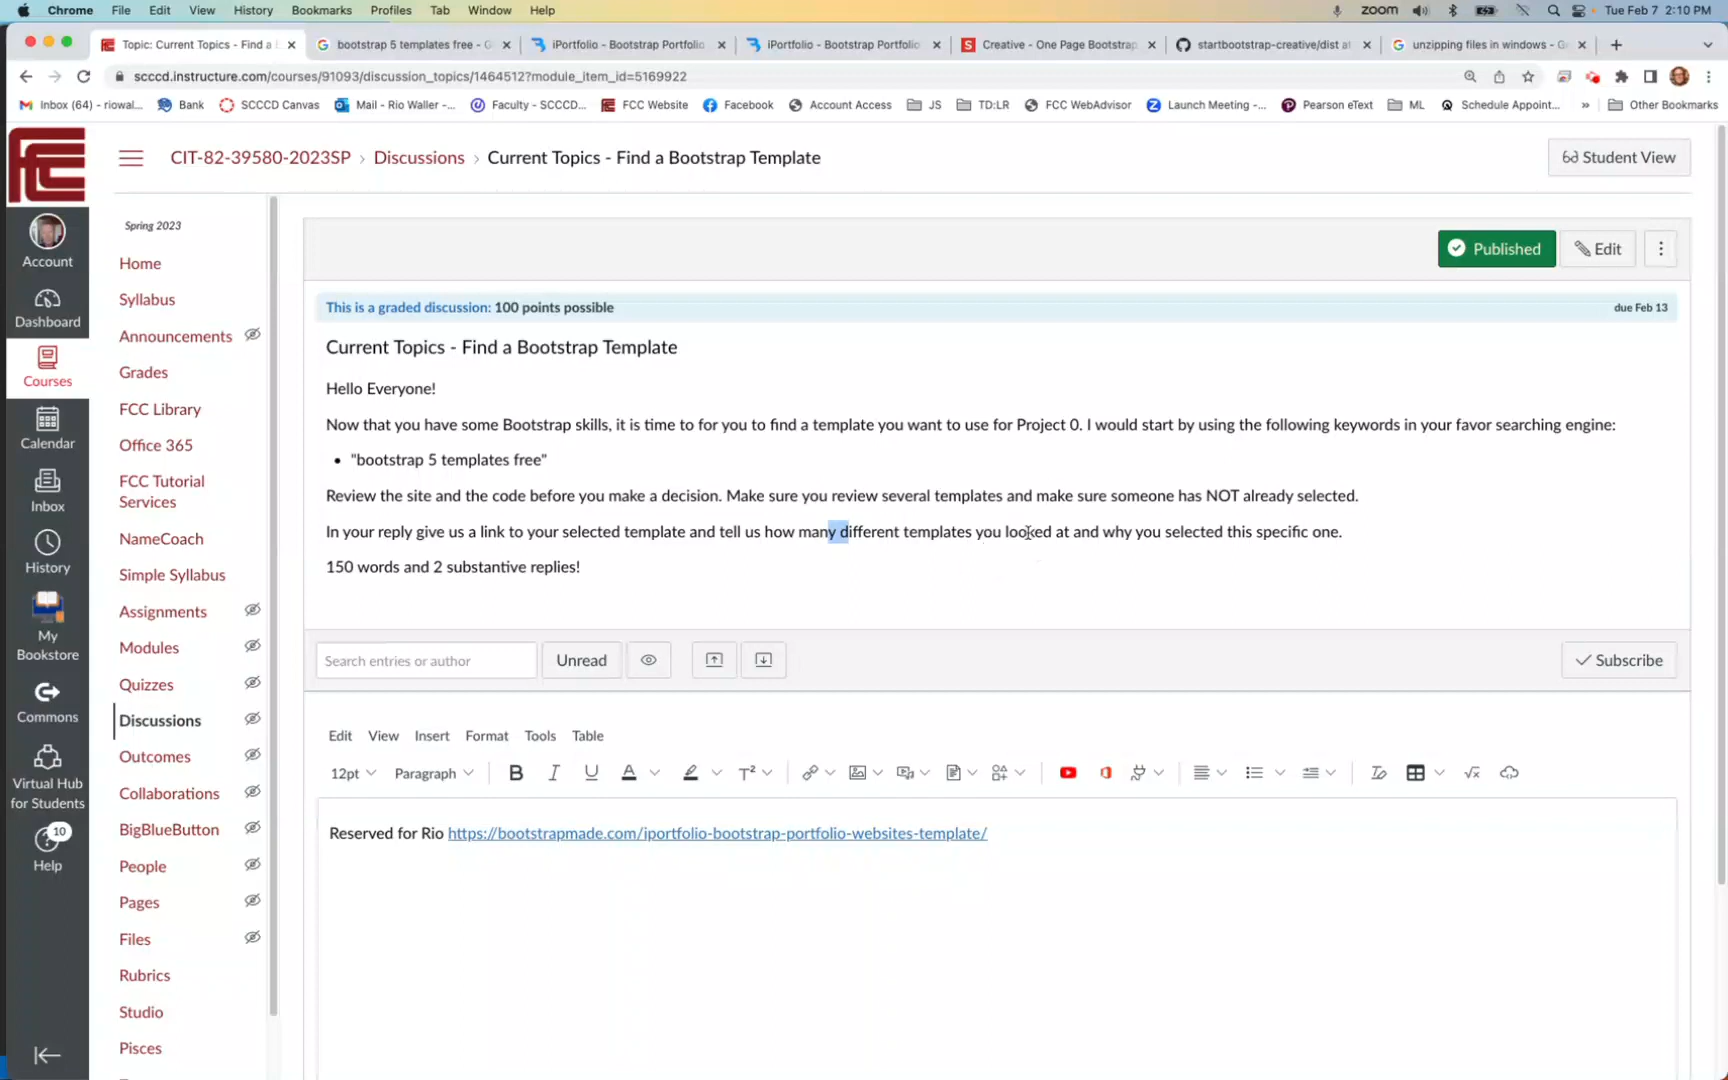 Chrome File Edit View History Bookmarks Profiles Tab Window Help zoom Tue Feb 7 2:10 PM
Topic: Current Topics - Find a bootstrap 5 templates free - G iPortfolio - Bootstrap Portfolio iPortfolio - Bootstrap Portfolio Creative - One Page Bootstrap startbootstrap-creative/dist at unzipping files in windows - G
scccd.instructure.com/courses/91093/discussion_topics/1464512?module_item_id=5169922
Inbox (64) - riowal... Bank SCCCD Canvas Mail - Rio Waller -... Faculty - SCCCD... FCC Website Facebook Account Access JS TD:LR FCC WebAdvisor Launch Meeting -... Pearson eText ML Schedule Appoint... » Other Bookmarks
CIT-82-39580-2023SP › Discussions › Current Topics - Find a Bootstrap Template
Student View
Account
Dashboard
Courses
Calendar
Inbox
History
My
Bookstore
Commons
Virtual Hub
for Students
10
Help
Spring 2023
Home
Syllabus
Announcements
Grades
FCC Library
Office 365
FCC Tutorial
Services
NameCoach
Simple Syllabus
Assignments
Modules
Quizzes
Discussions
Outcomes
Collaborations
BigBlueButton
People
Pages
Files
Rubrics
Studio
Pisces
Published Edit
This is a graded discussion: 100 points possible due Feb 13
Current Topics - Find a Bootstrap Template
Hello Everyone!
Now that you have some Bootstrap skills, it is time to for you to find a template you want to use for Project 0. I would start by using the following keywords in your favor searching engine:
• "bootstrap 5 templates free"
Review the site and the code before you make a decision. Make sure you review several templates and make sure someone has NOT already selected.
In your reply give us a link to your selected template and tell us how many different templates you looked at and why you selected this specific one.
150 words and 2 substantive replies!
Search entries or author Unread Subscribe
Edit View Insert Format Tools Table
12pt Paragraph B I U A T²
Reserved for Rio https://bootstrapmade.com/iportfolio-bootstrap-portfolio-websites-template/